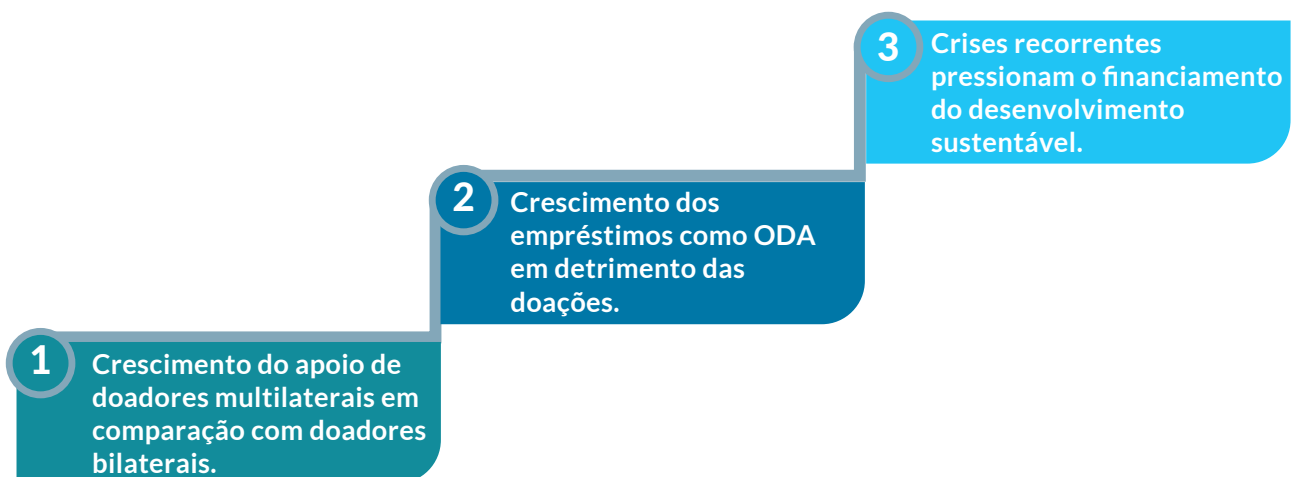 3
Crises recorrentes
pressionam o financiamento
do desenvolvimento
sustentável.
2
Crescimento dos
empréstimos como ODA
em detrimento das
doações.
1
Crescimento do apoio de
doadores multilaterais em
comparação com doadores
bilaterais.